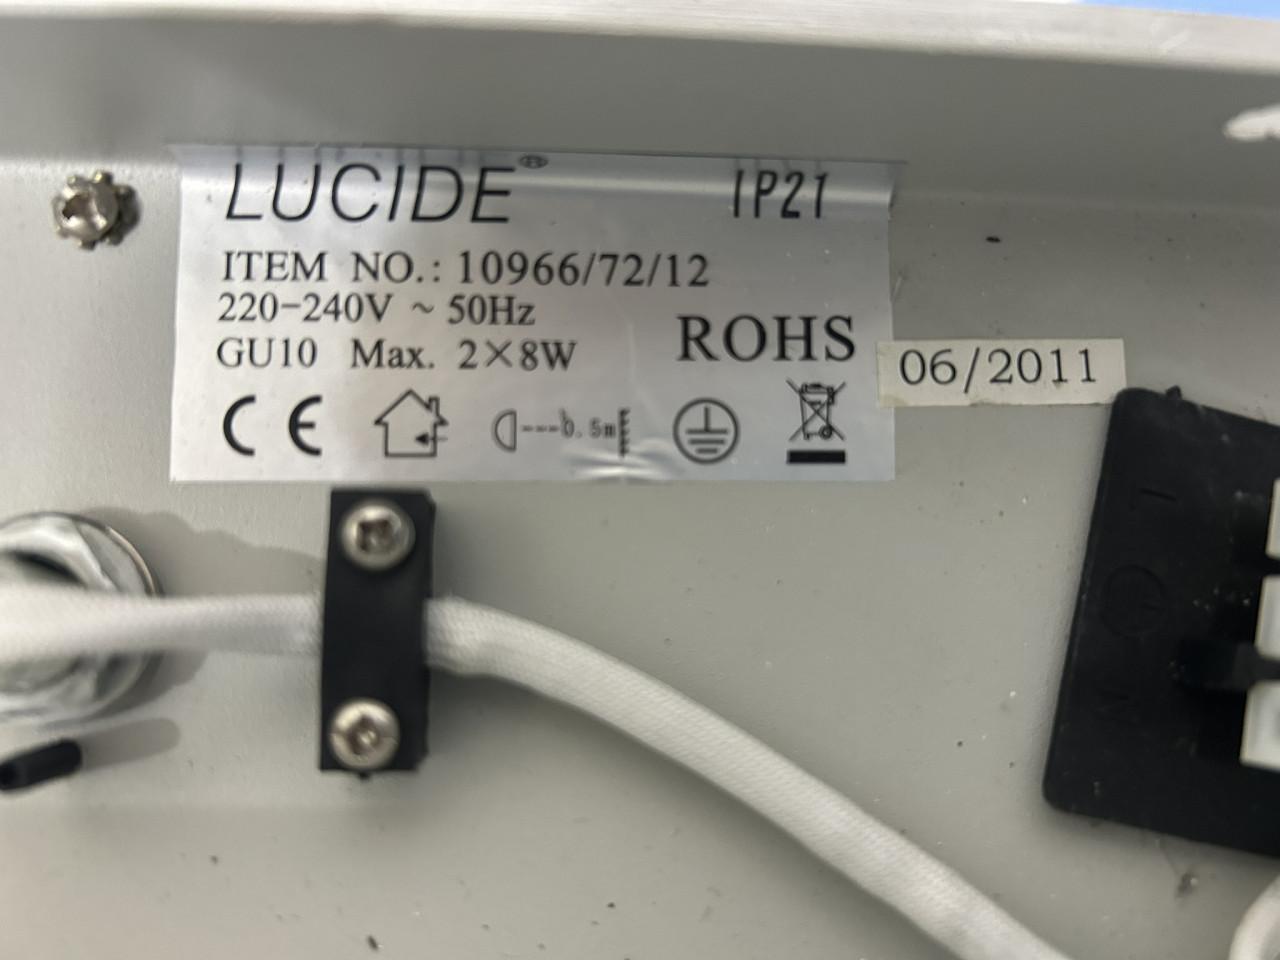 LUCIDE® IP21
ITEM NO.: 10966/72/12
220-240V ~ 50Hz
GU10 Max. 2×8W
ROHS
06/2011
CE
0.5m
L
N